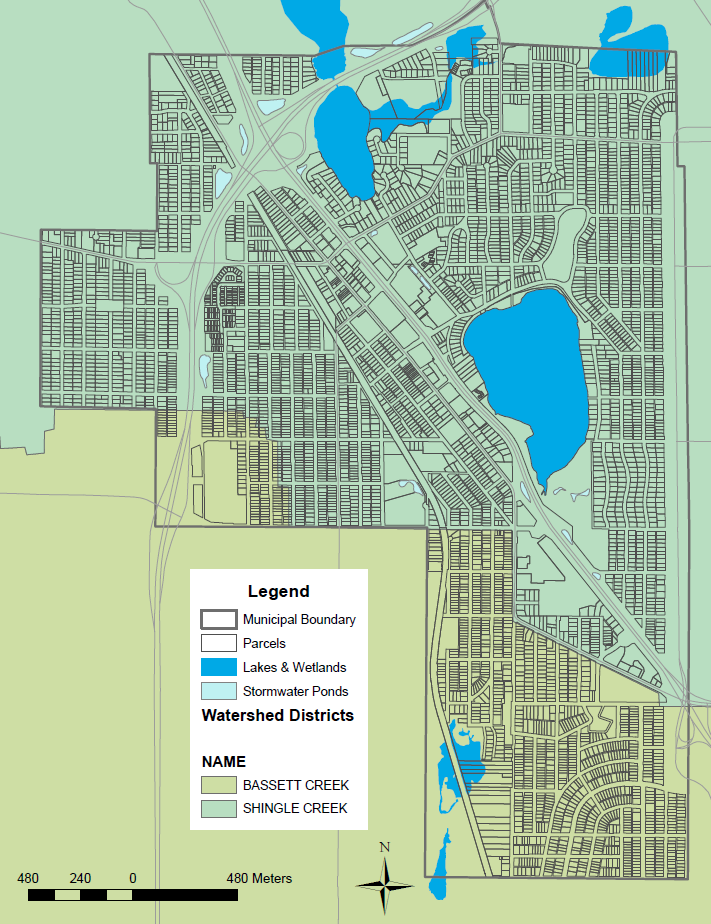 Legend
Municipal Boundary
Parcels
Lakes & Wetlands
Stormwater Ponds
Watershed Districts
NAME
BASSETT CREEK
SHINGLE CREEK
N
480 240 0 480 Meters